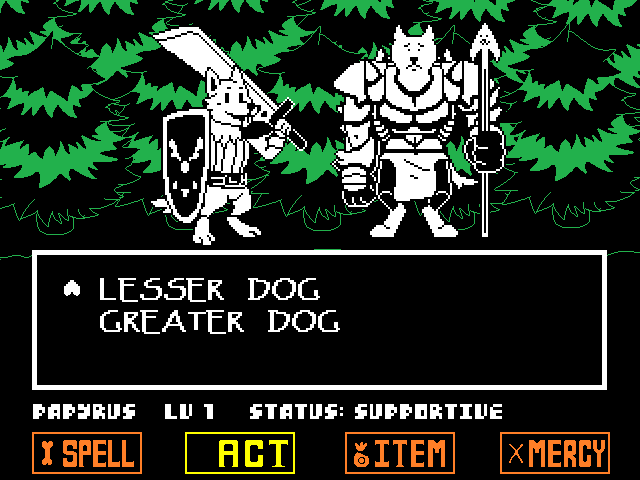 LESSER DOG
GREATER DOG
PAPYRUS LV 1 STATUS: SUPPORTIVE
SPELL ACT ITEM MERCY